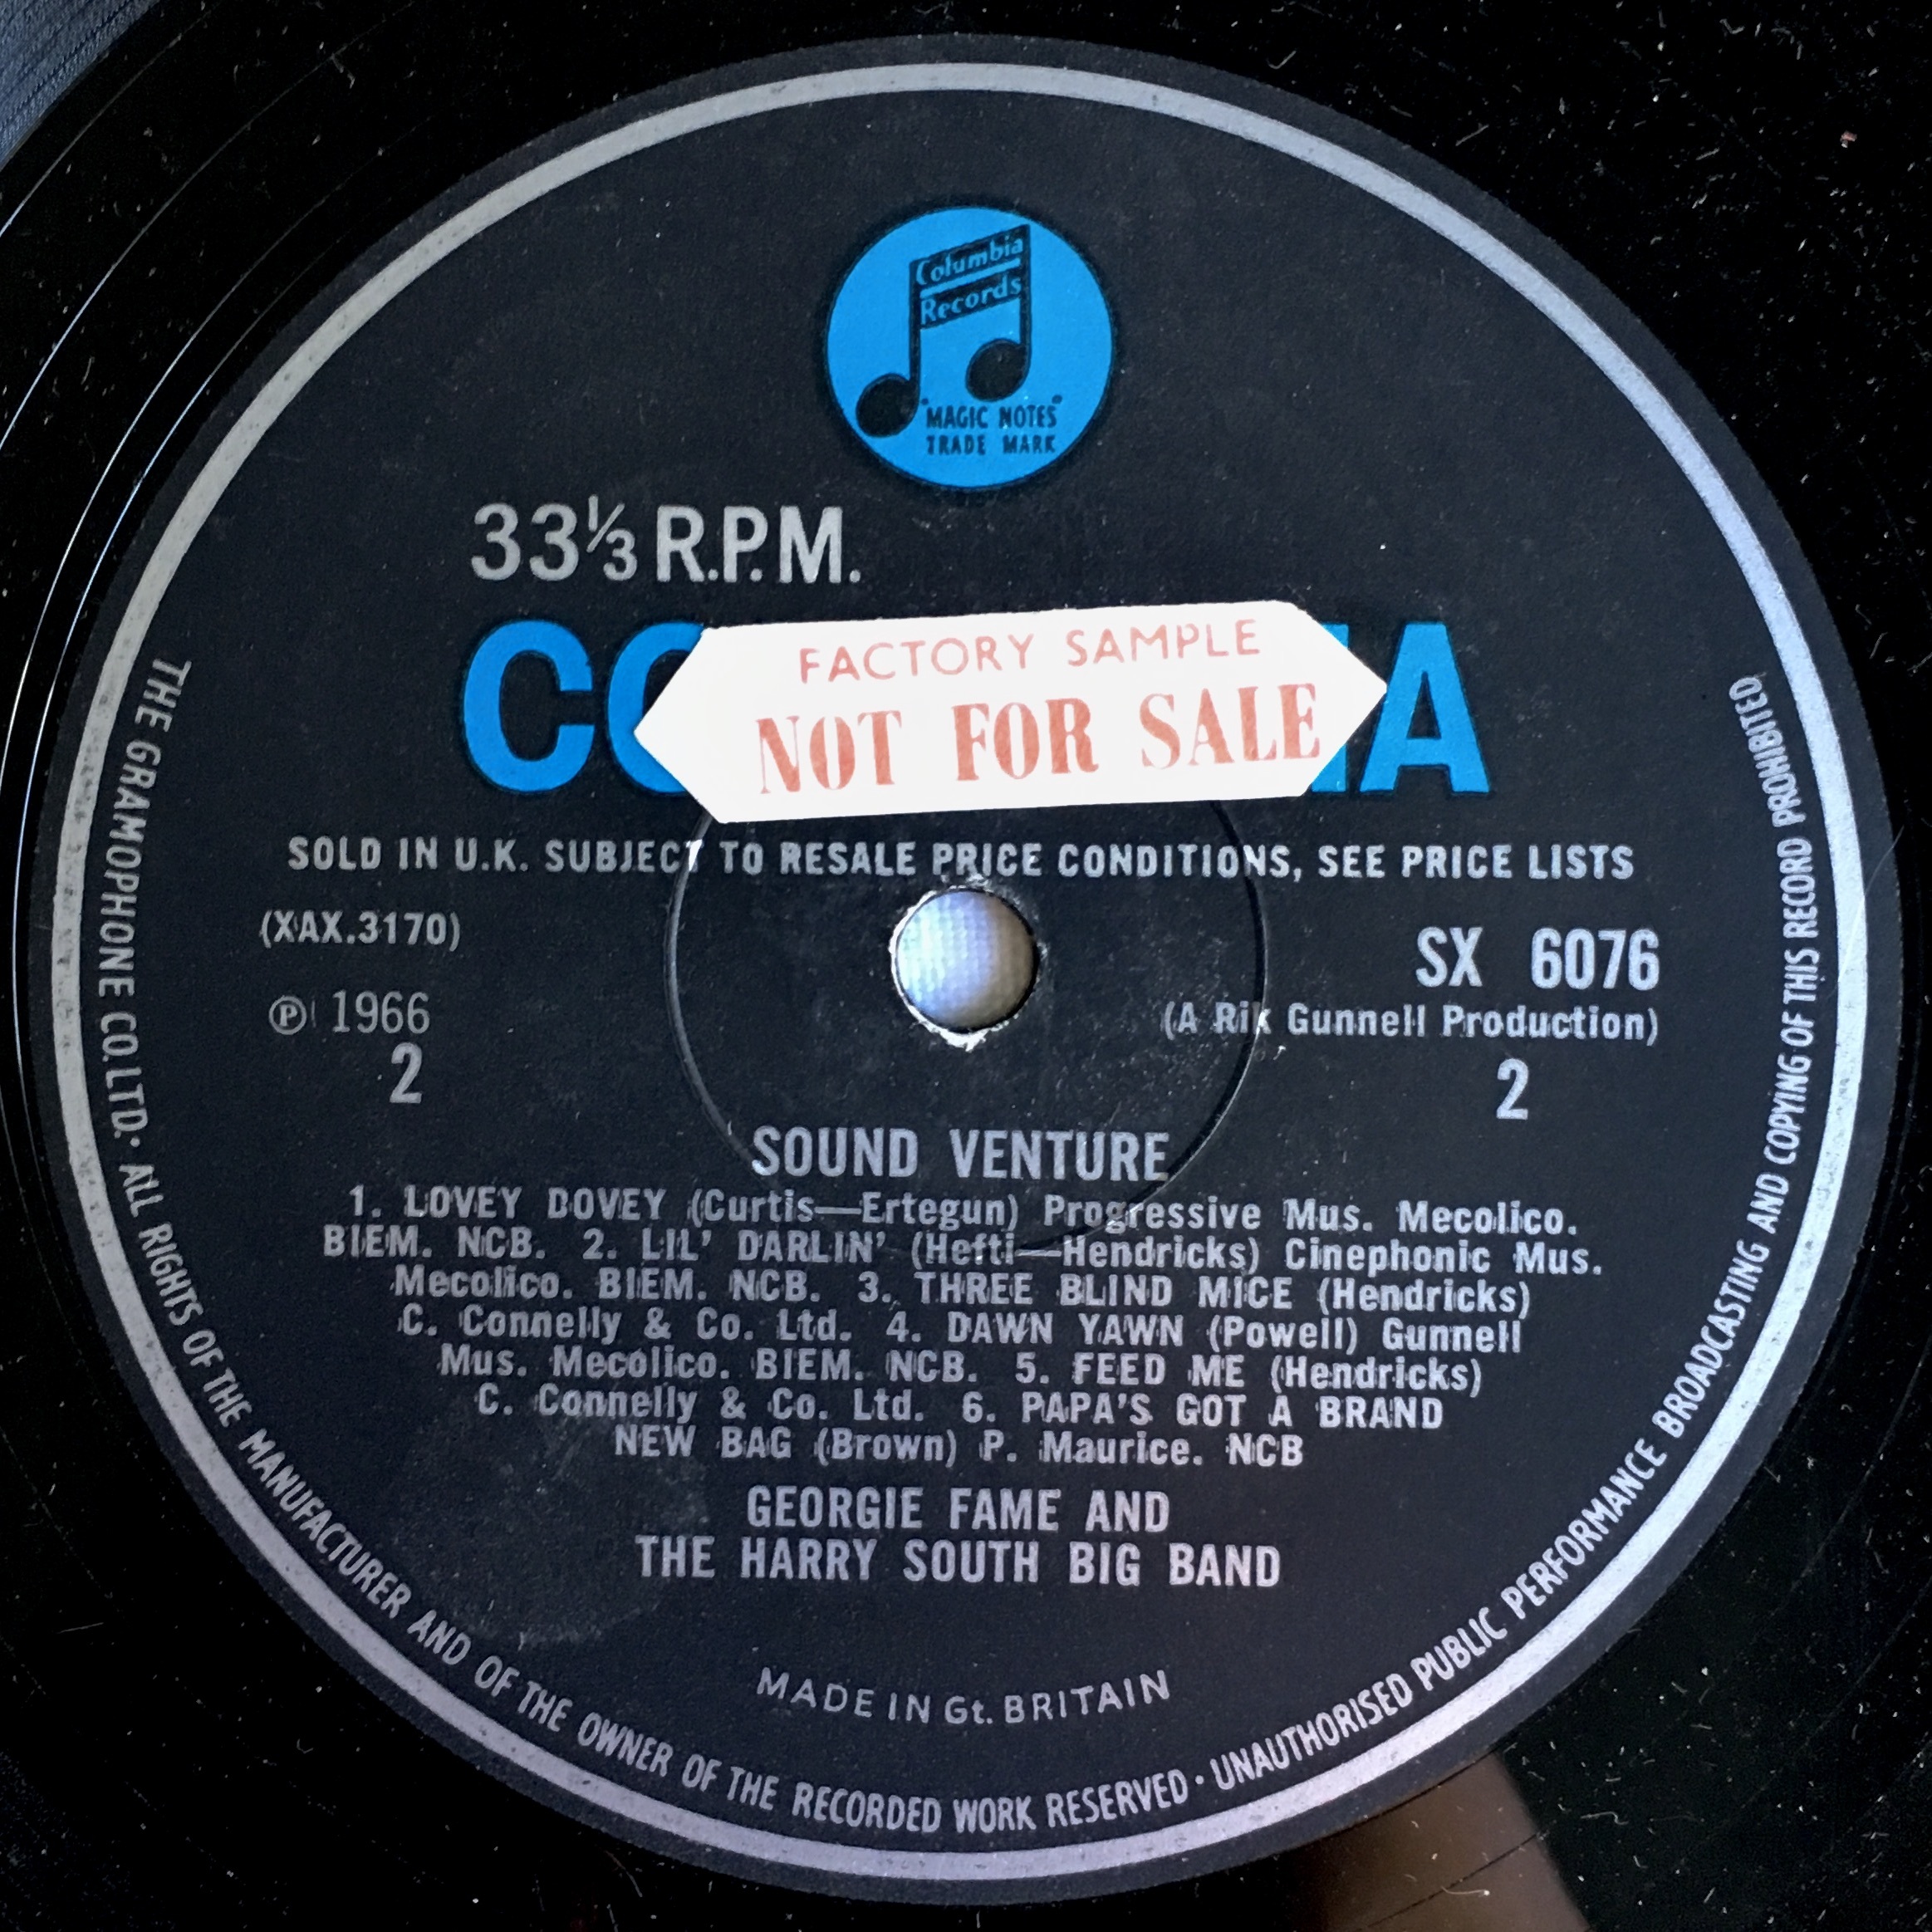 Columbia
Records
"MAGIC NOTES"
TRADE MARK
33⅓ R.P.M.
FACTORY SAMPLE
NOT FOR SALE
SOLD IN U.K. SUBJECT TO RESALE PRICE CONDITIONS, SEE PRICE LISTS
(XAX.3170)
SX 6076
℗ 1966
(A Rik Gunnell Production)
2
2
SOUND VENTURE
1. LOVEY DOVEY (Curtis—Ertegun) Progressive Mus. Mecolico.
BIEM. NCB. 2. LIL' DARLIN' (Hefti—Hendricks) Cinephonic Mus.
Mecolico. BIEM. NCB. 3. THREE BLIND MICE (Hendricks)
C. Connelly & Co. Ltd. 4. DAWN YAWN (Powell) Gunnell
Mus. Mecolico. BIEM. NCB. 5. FEED ME (Hendricks)
C. Connelly & Co. Ltd. 6. PAPA'S GOT A BRAND
NEW BAG (Brown) P. Maurice. NCB
GEORGIE FAME AND
THE HARRY SOUTH BIG BAND
MADE IN Gt. BRITAIN
THE GRAMOPHONE CO. LTD. · ALL RIGHTS OF THE MANUFACTURER AND OF THE OWNER OF THE RECORDED WORK RESERVED · UNAUTHORISED PUBLIC PERFORMANCE BROADCASTING AND COPYING OF THIS RECORD PROHIBITED